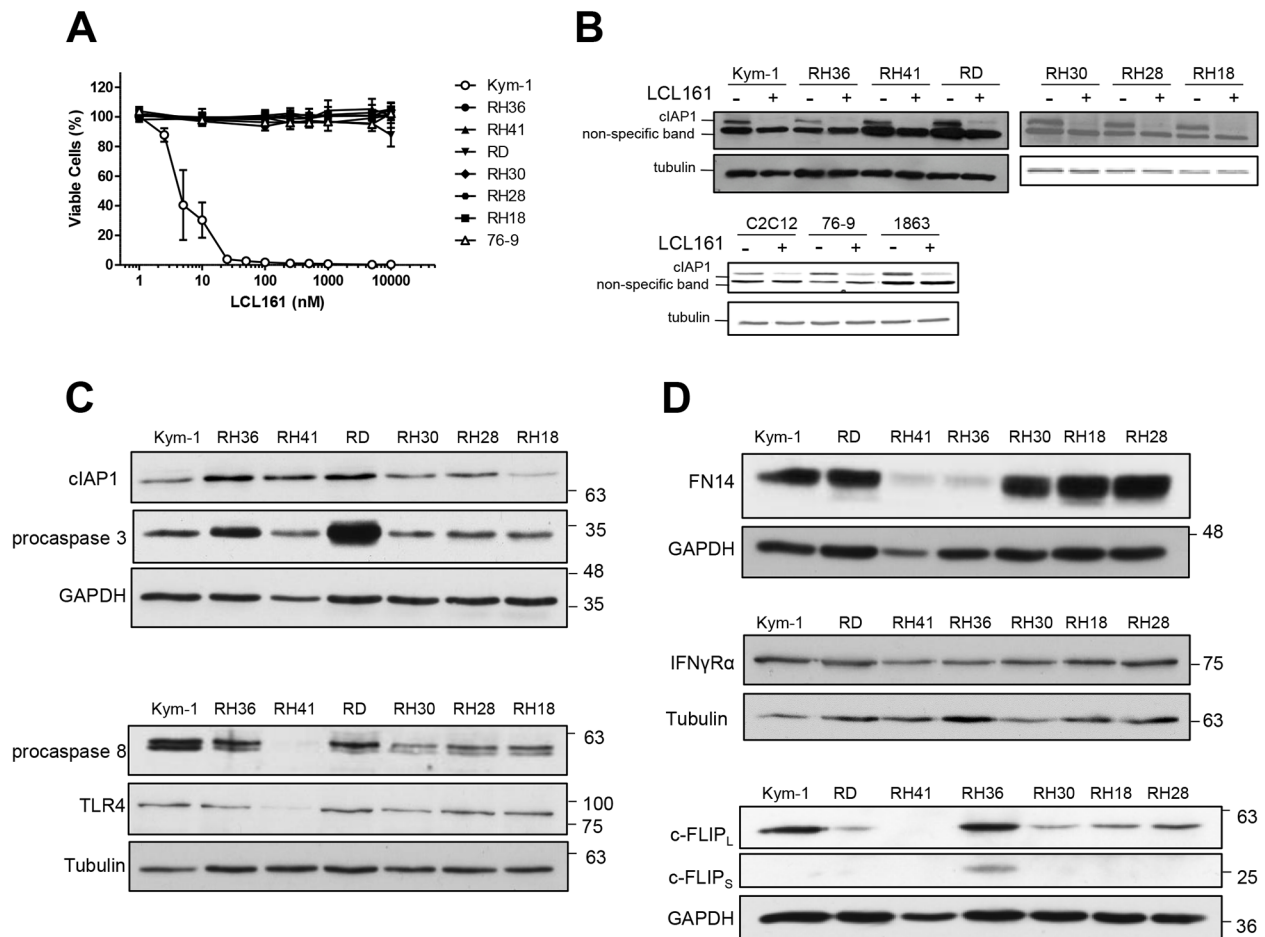 A
Viable Cells (%)
120
100
80
60
40
20
0
1 10 100 1000 10000
LCL161 (nM)
Kym-1
RH36
RH41
RD
RH30
RH28
RH18
76-9
B
Kym-1 RH36 RH41 RD RH30 RH28 RH18
LCL161 - + - + - + - + - + - + - +
cIAP1
non-specific band
tubulin
C2C12 76-9 1863
LCL161 - + - + - +
cIAP1
non-specific band
tubulin
C
Kym-1 RH36 RH41 RD RH30 RH28 RH18
cIAP1
63
procaspase 3
35
GAPDH
48
35
Kym-1 RH36 RH41 RD RH30 RH28 RH18
procaspase 8
63
TLR4
100
75
Tubulin
63
D
Kym-1 RD RH41 RH36 RH30 RH18 RH28
FN14
GAPDH
48
Kym-1 RD RH41 RH36 RH30 RH18 RH28
IFNγRα
75
Tubulin
63
Kym-1 RD RH41 RH36 RH30 RH18 RH28
c-FLIPL
63
c-FLIPS
25
GAPDH
36